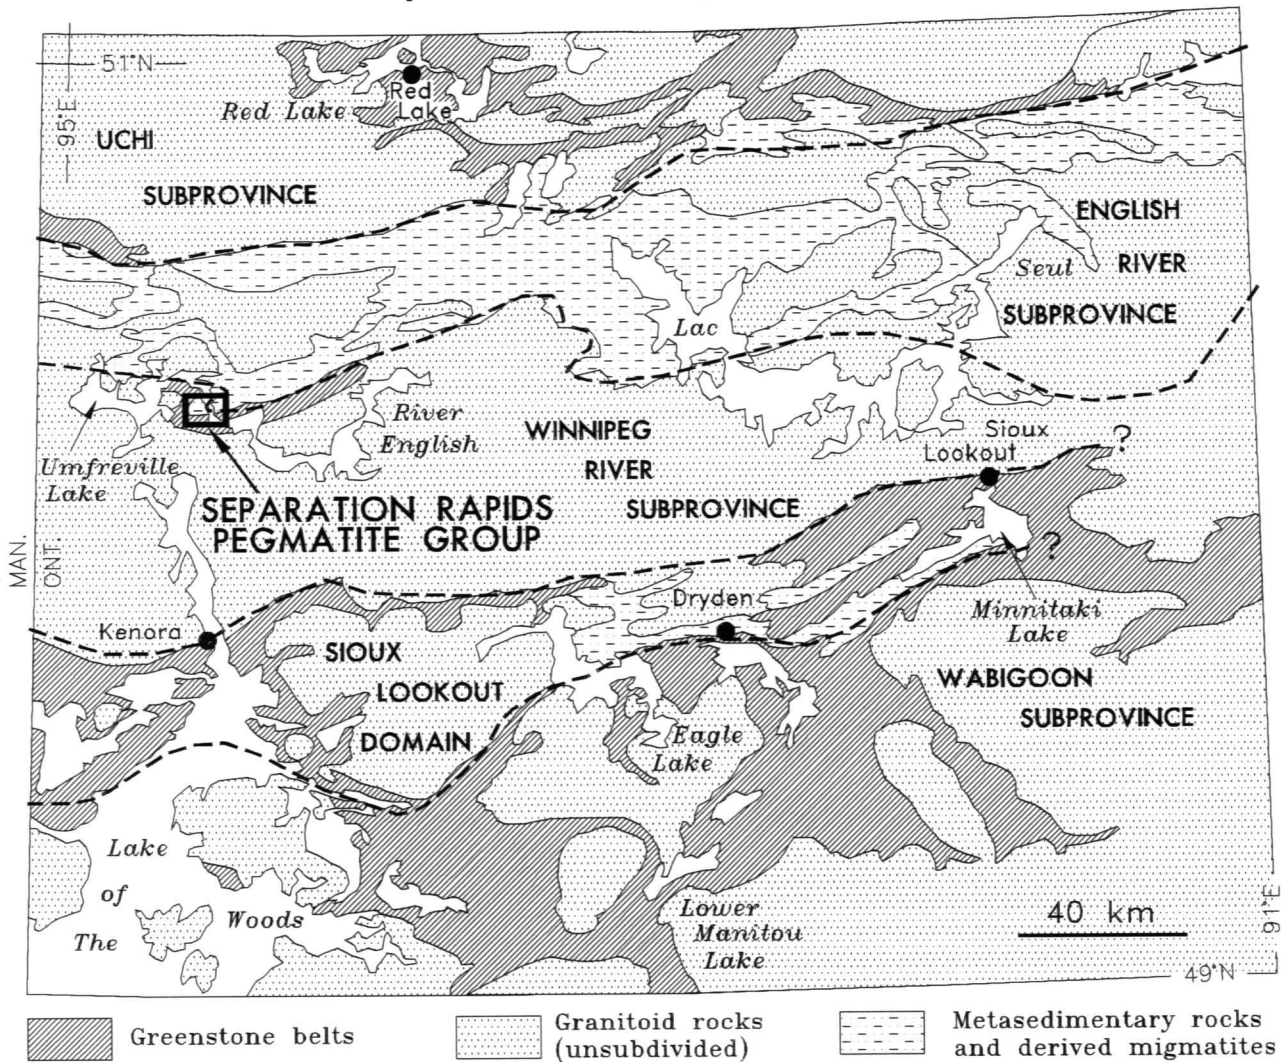 51°N
95°E
Red
Lake
Red Lake
UCHI
SUBPROVINCE
ENGLISH
RIVER
SUBPROVINCE
Seul
Lac
River
English
Umfreville
Lake
WINNIPEG
RIVER
SUBPROVINCE
Sioux
Lookout
?
SEPARATION RAPIDS
PEGMATITE GROUP
MAN.
ONT.
?
Dryden
Minnitaki
Lake
Kenora
SIOUX
LOOKOUT
DOMAIN
WABIGOON
SUBPROVINCE
Eagle
Lake
Lake
of
The
Woods
Lower
Manitou
Lake
40 km
91°E
49°N
Greenstone belts
Granitoid rocks
(unsubdivided)
Metasedimentary rocks
and derived migmatites